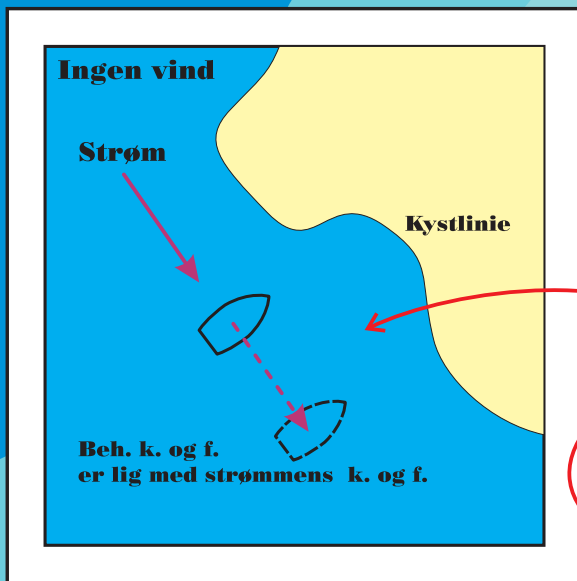 Ingen vind
Strøm
Kystlinie
Beh. k. og f.
er lig med strømmens k. og f.